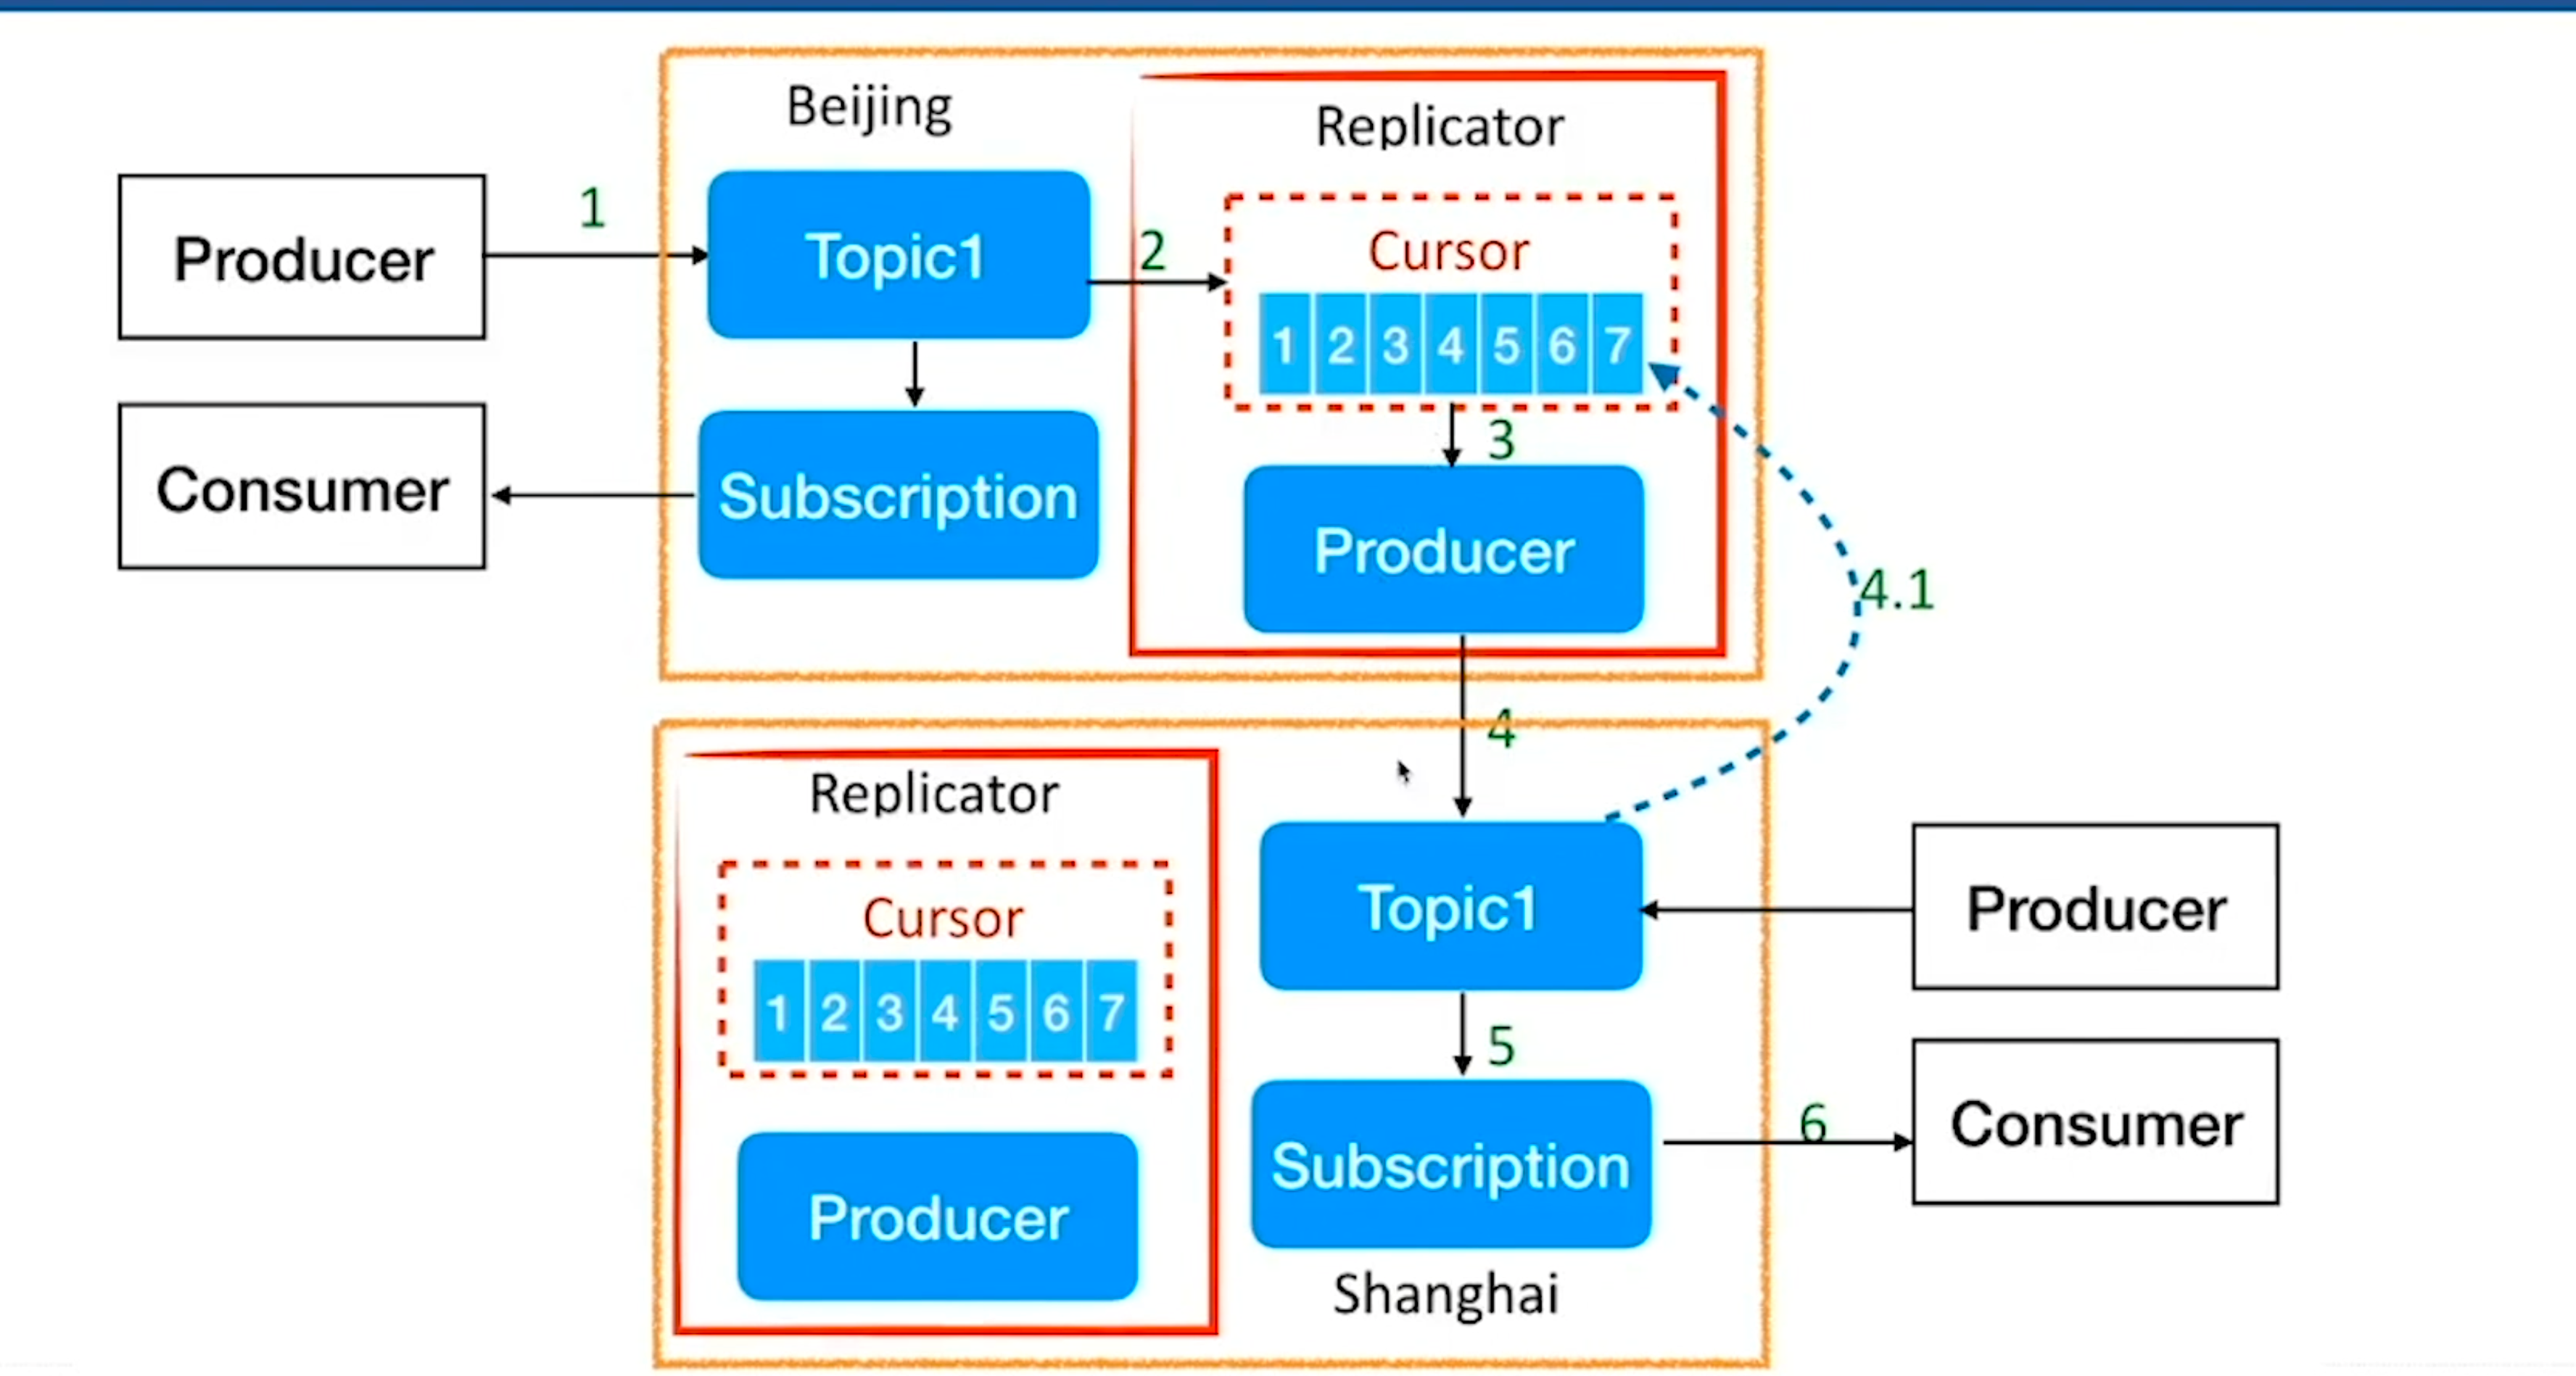 Beijing
Replicator
Producer
1
Topic1
2
Cursor
1 2 3 4 5 6 7
3
Consumer
Subscription
Producer
4.1
4
Replicator
Cursor
1 2 3 4 5 6 7
Topic1
Producer
5
Producer
Subscription
6
Consumer
Shanghai